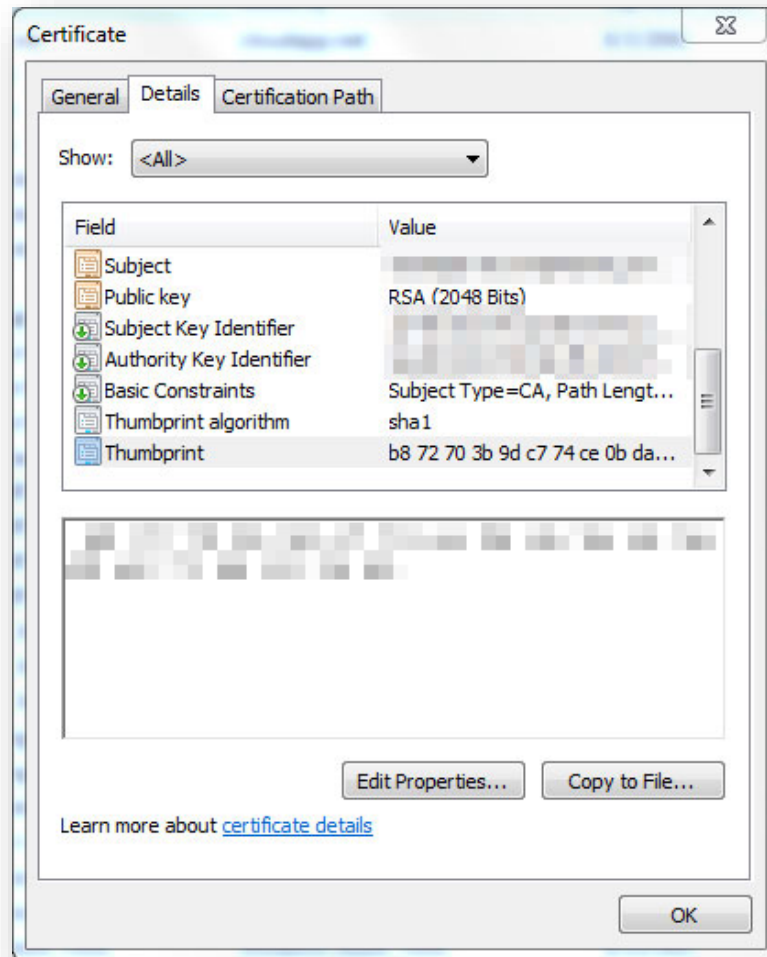 Certificate
General Details Certification Path
Show: <All>
Field Value
Subject
Public key RSA (2048 Bits)
Subject Key Identifier
Authority Key Identifier
Basic Constraints Subject Type=CA, Path Lengt...
Thumbprint algorithm sha1
Thumbprint b8 72 70 3b 9d c7 74 ce 0b da...
Edit Properties... Copy to File...
Learn more about certificate details
OK